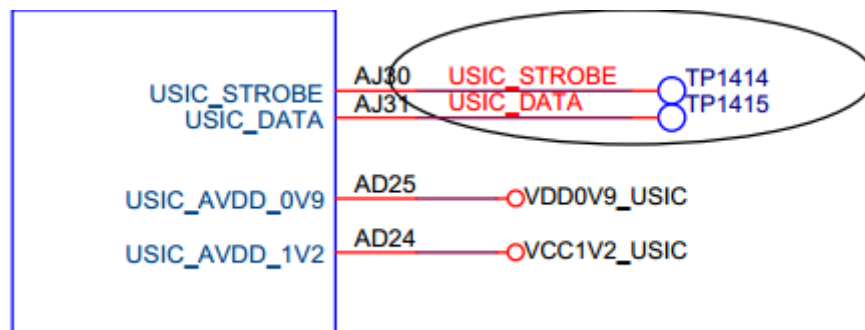 USIC_STROBE AJ30 USIC_STROBE TP1414
USIC_DATA AJ31 USIC_DATA TP1415
USIC_AVDD_0V9 AD25 VDD0V9_USIC
USIC_AVDD_1V2 AD24 VCC1V2_USIC